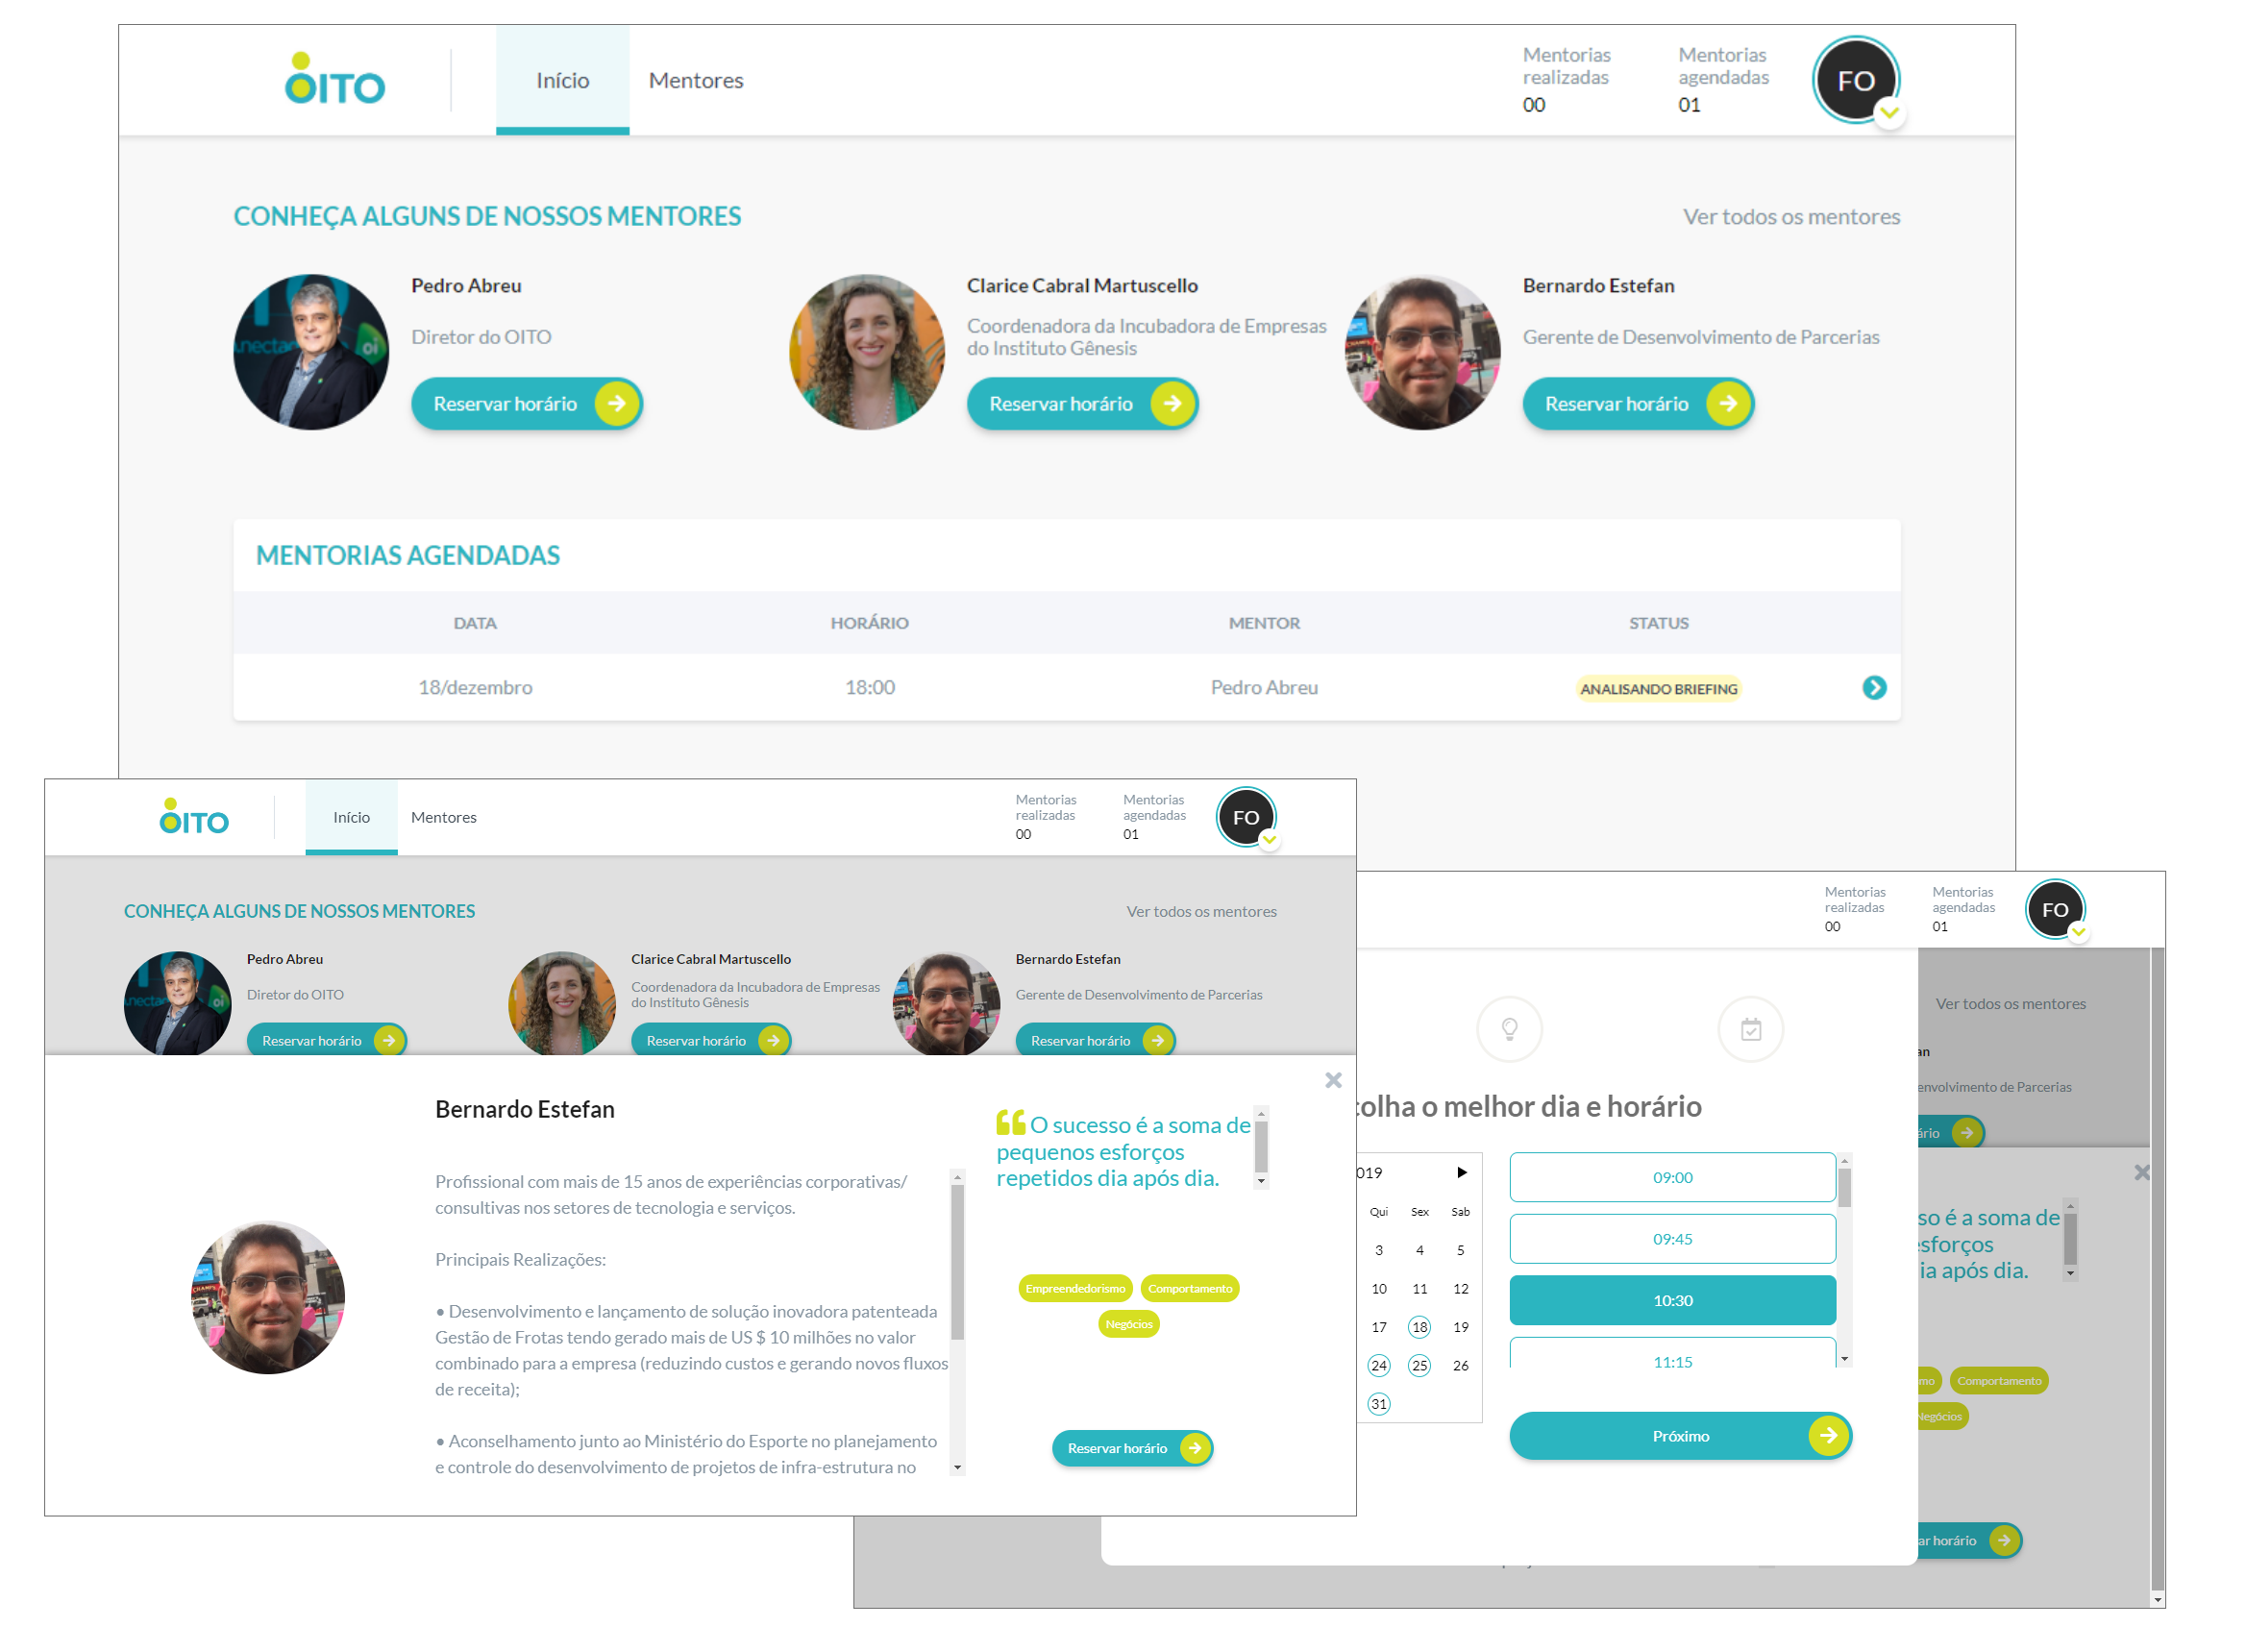 OITO
Início
Mentores
Mentorias
realizadas
00
Mentorias
agendadas
01
FO
CONHEÇA ALGUNS DE NOSSOS MENTORES
Ver todos os mentores
Pedro Abreu
Diretor do OITO
Reservar horário
Clarice Cabral Martuscello
Coordenadora da Incubadora de Empresas
do Instituto Gênesis
Reservar horário
Bernardo Estefan
Gerente de Desenvolvimento de Parcerias
Reservar horário
MENTORIAS AGENDADAS
DATA HORÁRIO MENTOR STATUS
18/dezembro 18:00 Pedro Abreu ANALISANDO BRIEFING
OITO
Início
Mentores
Mentorias
realizadas
00
Mentorias
agendadas
01
FO
CONHEÇA ALGUNS DE NOSSOS MENTORES
Ver todos os mentores
Pedro Abreu
Diretor do OITO
Reservar horário
Clarice Cabral Martuscello
Coordenadora da Incubadora de Empresas
do Instituto Gênesis
Reservar horário
Bernardo Estefan
Gerente de Desenvolvimento de Parcerias
Reservar horário
Bernardo Estefan
Profissional com mais de 15 anos de experiências corporativas/
consultivas nos setores de tecnologia e serviços.
Principais Realizações:
• Desenvolvimento e lançamento de solução inovadora patenteada
Gestão de Frotas tendo gerado mais de US $ 10 milhões no valor
combinado para a empresa (reduzindo custos e gerando novos fluxos
de receita);
• Aconselhamento junto ao Ministério do Esporte no planejamento
e controle do desenvolvimento de projetos de infra-estrutura no
O sucesso é a soma de
pequenos esforços
repetidos dia após dia.
Empreendedorismo Comportamento
Negócios
Reservar horário
Mentorias
realizadas
00
Mentorias
agendadas
01
FO
Ver todos os mentores
an
envolvimento de Parcerias
ário
colha o melhor dia e horário
019
Qui Sex Sab
3 4 5
10 11 12
17 18 19
24 25 26
31
09:00
09:45
10:30
11:15
Próximo
so é a soma de
esforços
ia após dia.
mo Comportamento
Negócios
ar horário